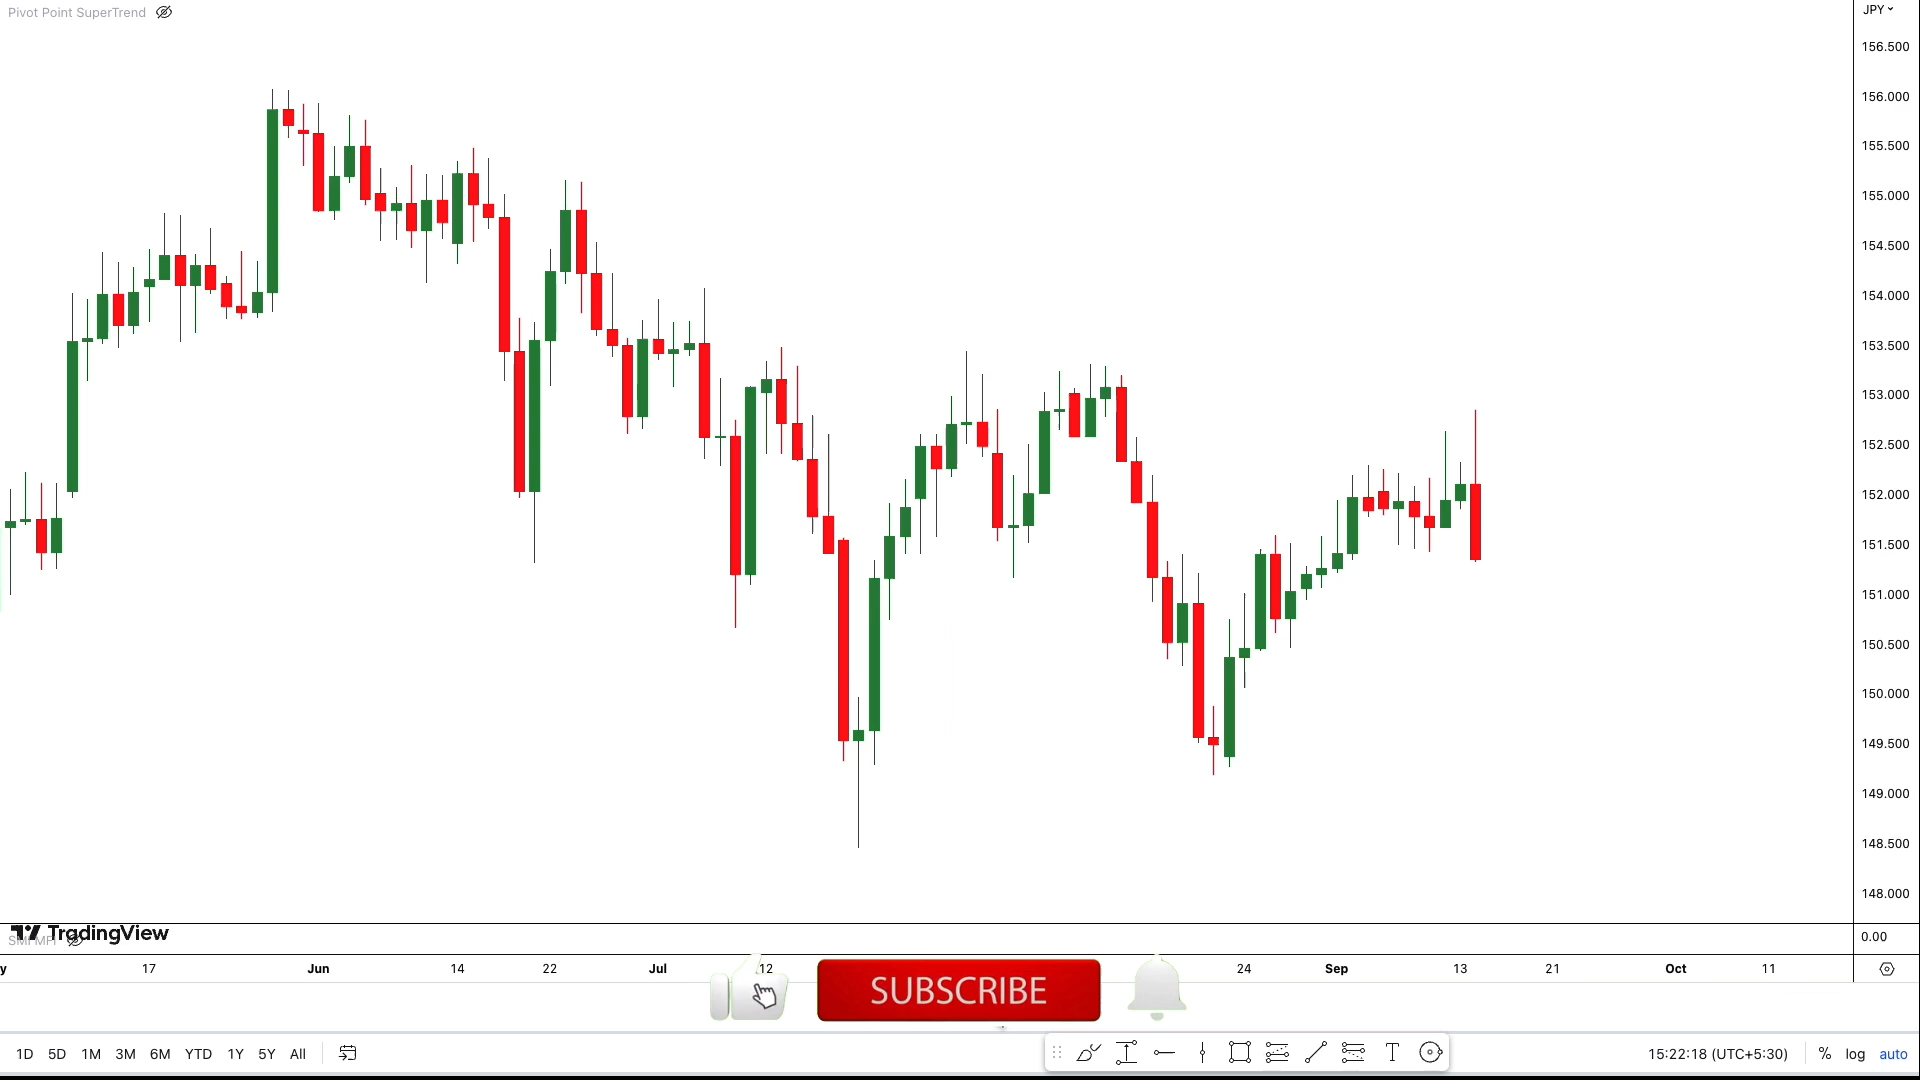 Pivot Point SuperTrend
JPY
156.500
156.000
155.500
155.000
154.500
154.000
153.500
153.000
152.500
152.000
151.500
151.000
150.500
150.000
149.500
149.000
148.500
148.000
TradingView
SMI MFI
0.00
y 17 Jun 14 22 Jul 12 24 Sep 13 21 Oct 11
SUBSCRIBE
1D 5D 1M 3M 6M YTD 1Y 5Y All
15:22:18 (UTC+5:30) % log auto